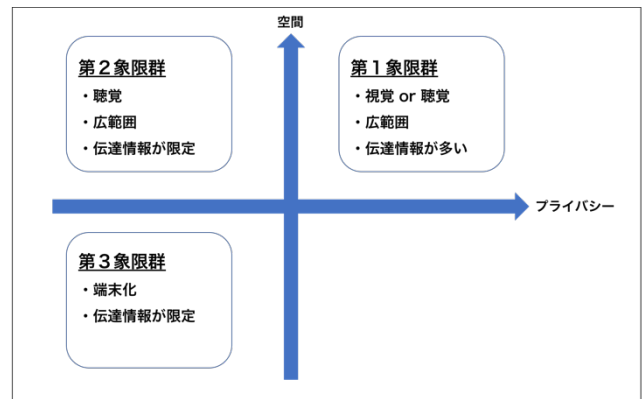 空間
第２象限群
・聴覚
・広範囲
・伝達情報が限定
第１象限群
・視覚 or 聴覚
・広範囲
・伝達情報が多い
プライバシー
第３象限群
・端末化
・伝達情報が限定